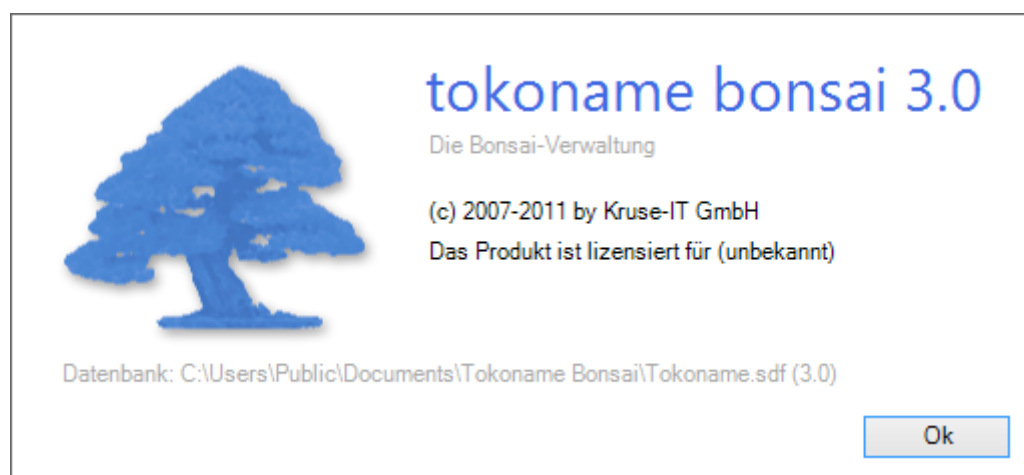 tokoname bonsai 3.0
Die Bonsai-Verwaltung
(c) 2007-2011 by Kruse-IT GmbH
Das Produkt ist lizensiert für (unbekannt)
Datenbank: C:\Users\Public\Documents\Tokoname Bonsai\Tokoname.sdf (3.0)
Ok